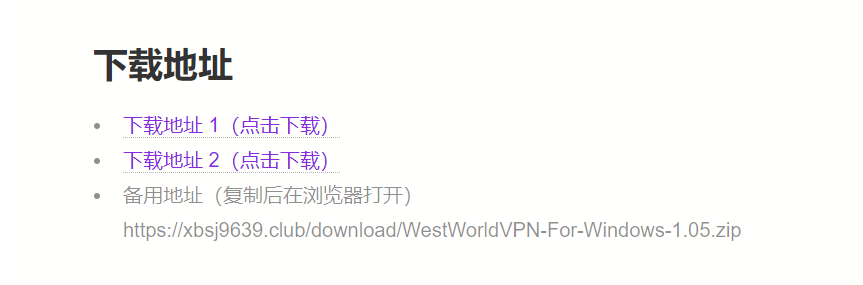 下载地址
下载地址 1（点击下载）
下载地址 2（点击下载）
备用地址（复制后在浏览器打开）
https://xbsj9639.club/download/WestWorldVPN-For-Windows-1.05.zip